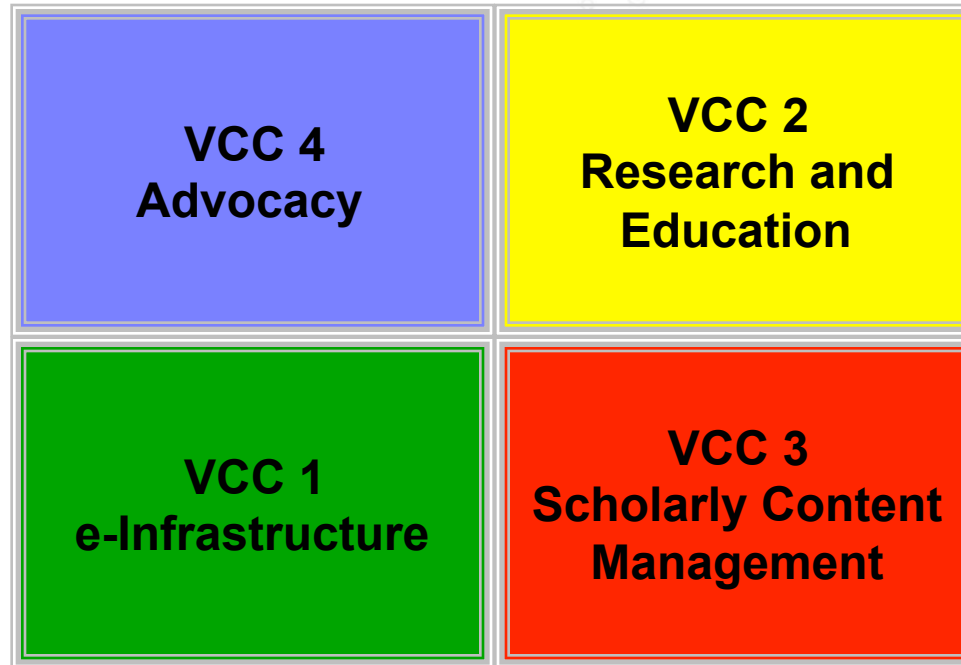 VCC 4
Advocacy
VCC 2
Research and
Education
VCC 1
e-Infrastructure
VCC 3
Scholarly Content
Management